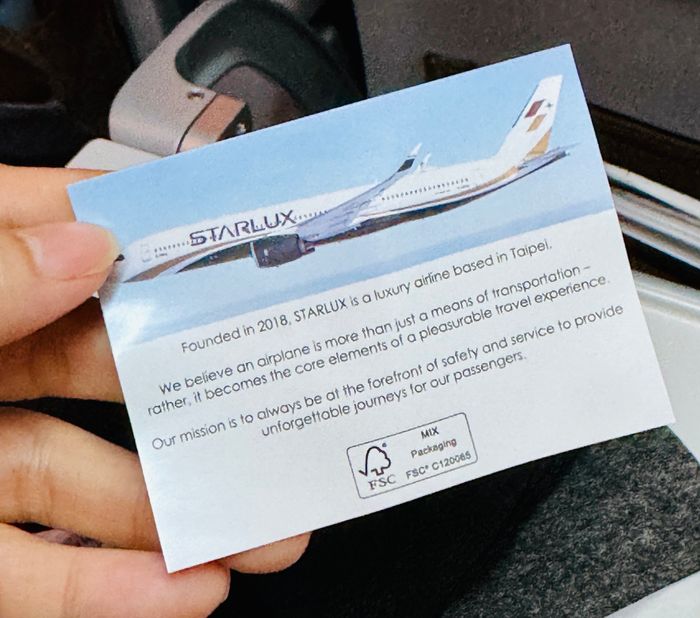 STARLUX
Founded in 2018, STARLUX is a luxury airline based in Taipei.
We believe an airplane is more than just a means of transportation –
rather, it becomes the core elements of a pleasurable travel experience.
Our mission is to always be at the forefront of safety and service to provide
unforgettable journeys for our passengers.
FSC
MIX
Packaging
FSC® C120065